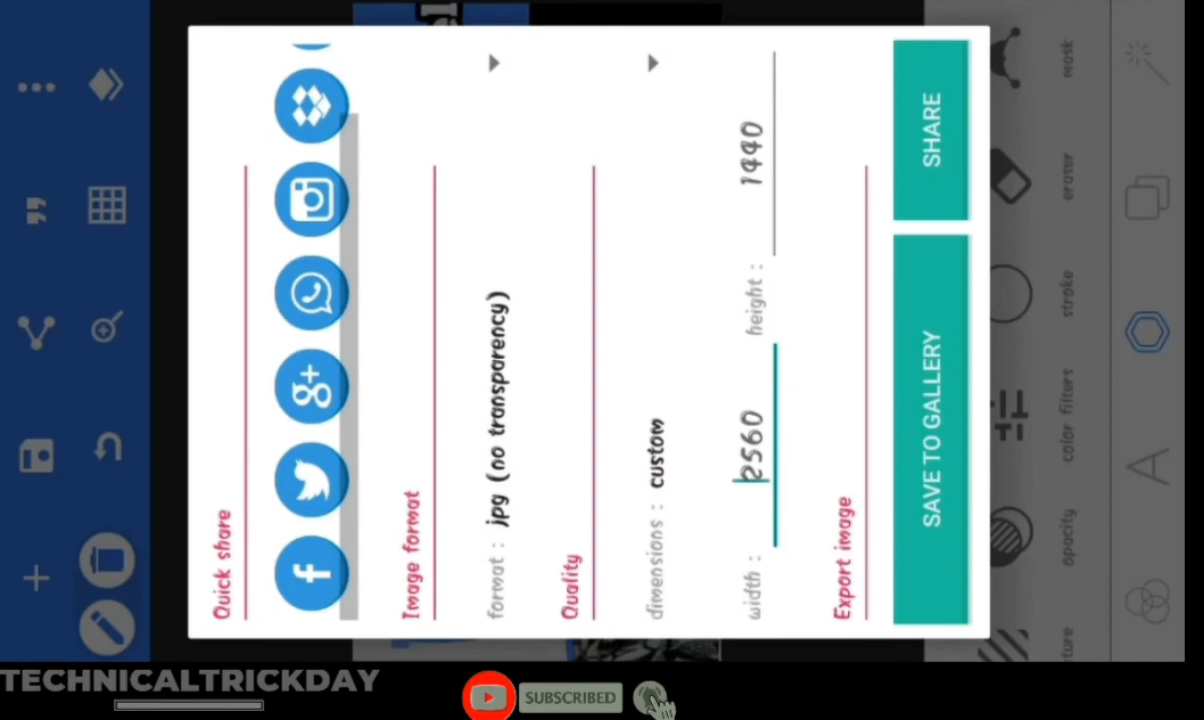 Quick share
Image format
format : jpg (no transparency)
Quality
dimensions : custom
width : 2560 height : 1440
Export image
SAVE TO GALLERY SHARE
mask
eraser
stroke
color filters
opacity
ture
TECHNICALTRICKDAY
SUBSCRIBED